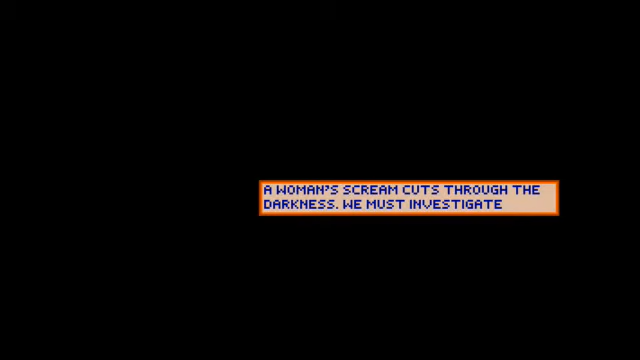 A WOMAN'S SCREAM CUTS THROUGH THE
DARKNESS. WE MUST INVESTIGATE